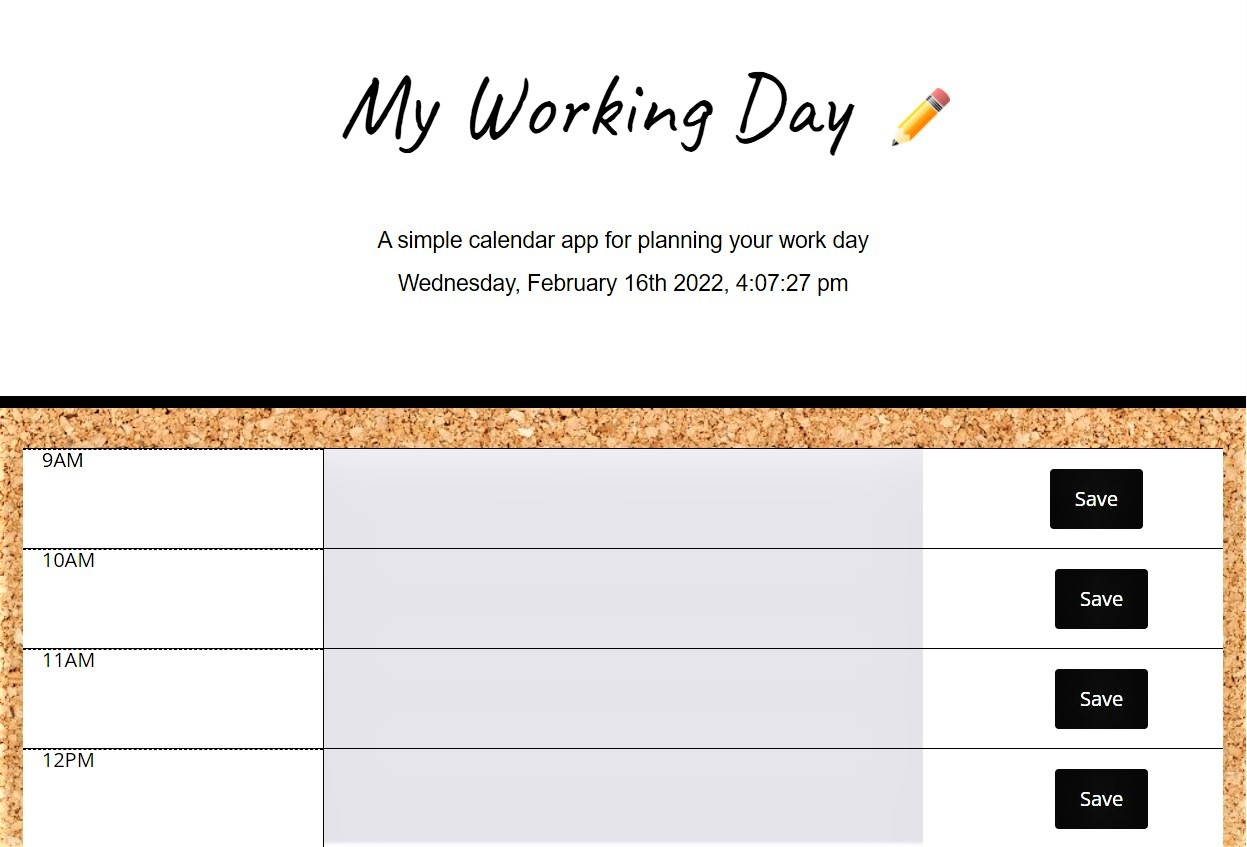 My Working Day
A simple calendar app for planning your work day
Wednesday, February 16th 2022, 4:07:27 pm
9AM
Save
10AM
Save
11AM
Save
12PM
Save